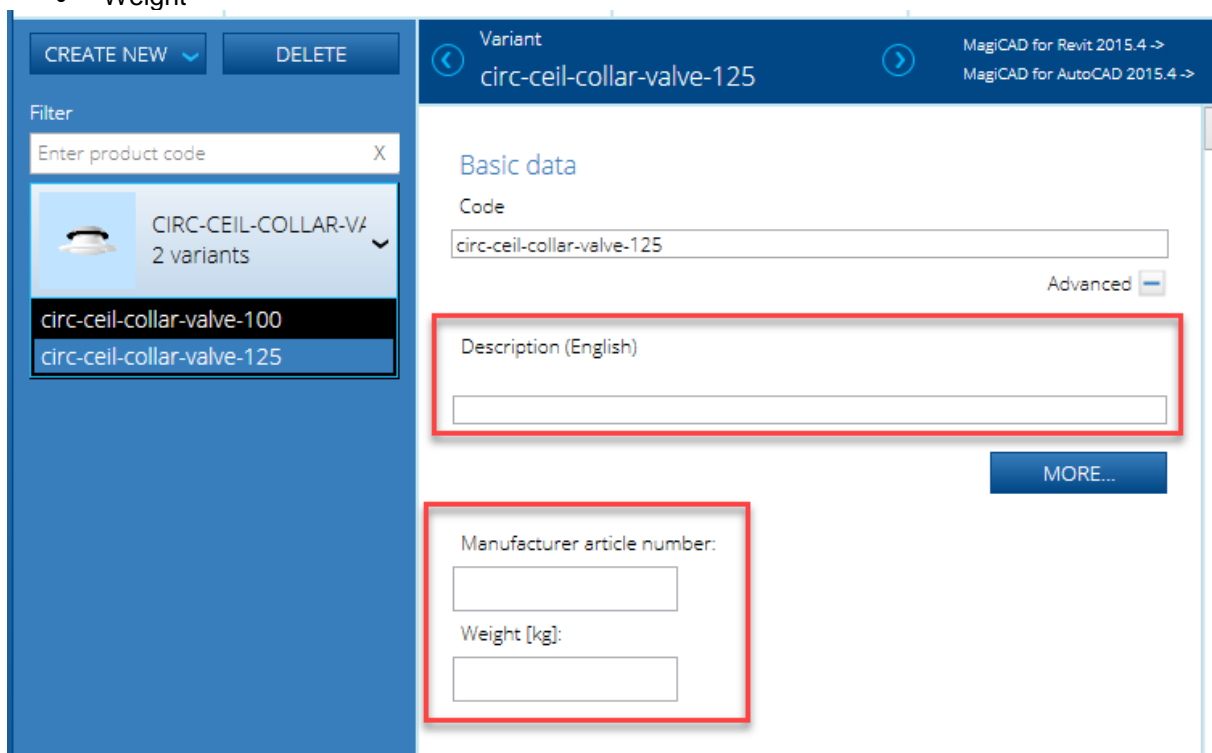 Weight
CREATE NEW
DELETE
Filter
Enter product code X
CIRC-CEIL-COLLAR-VA
2 variants
circ-ceil-collar-valve-100
circ-ceil-collar-valve-125
Variant
circ-ceil-collar-valve-125
MagiCAD for Revit 2015.4 ->
MagiCAD for AutoCAD 2015.4 ->
Basic data
Code
circ-ceil-collar-valve-125
Advanced
Description (English)
MORE...
Manufacturer article number:
Weight [kg]: